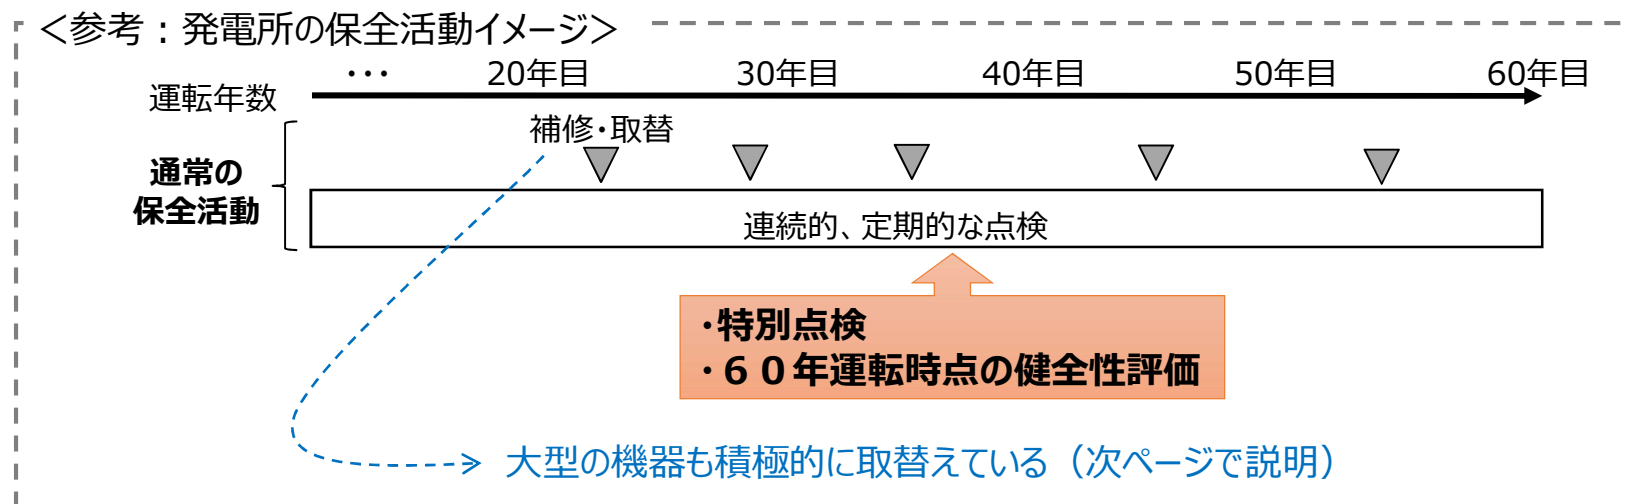 ＜参考：発電所の保全活動イメージ＞
・・・ 20年目 30年目 40年目 50年目 60年目
運転年数
補修・取替
通常の
保全活動
連続的、定期的な点検
・特別点検
・６０年運転時点の健全性評価
大型の機器も積極的に取替えている（次ページで説明）